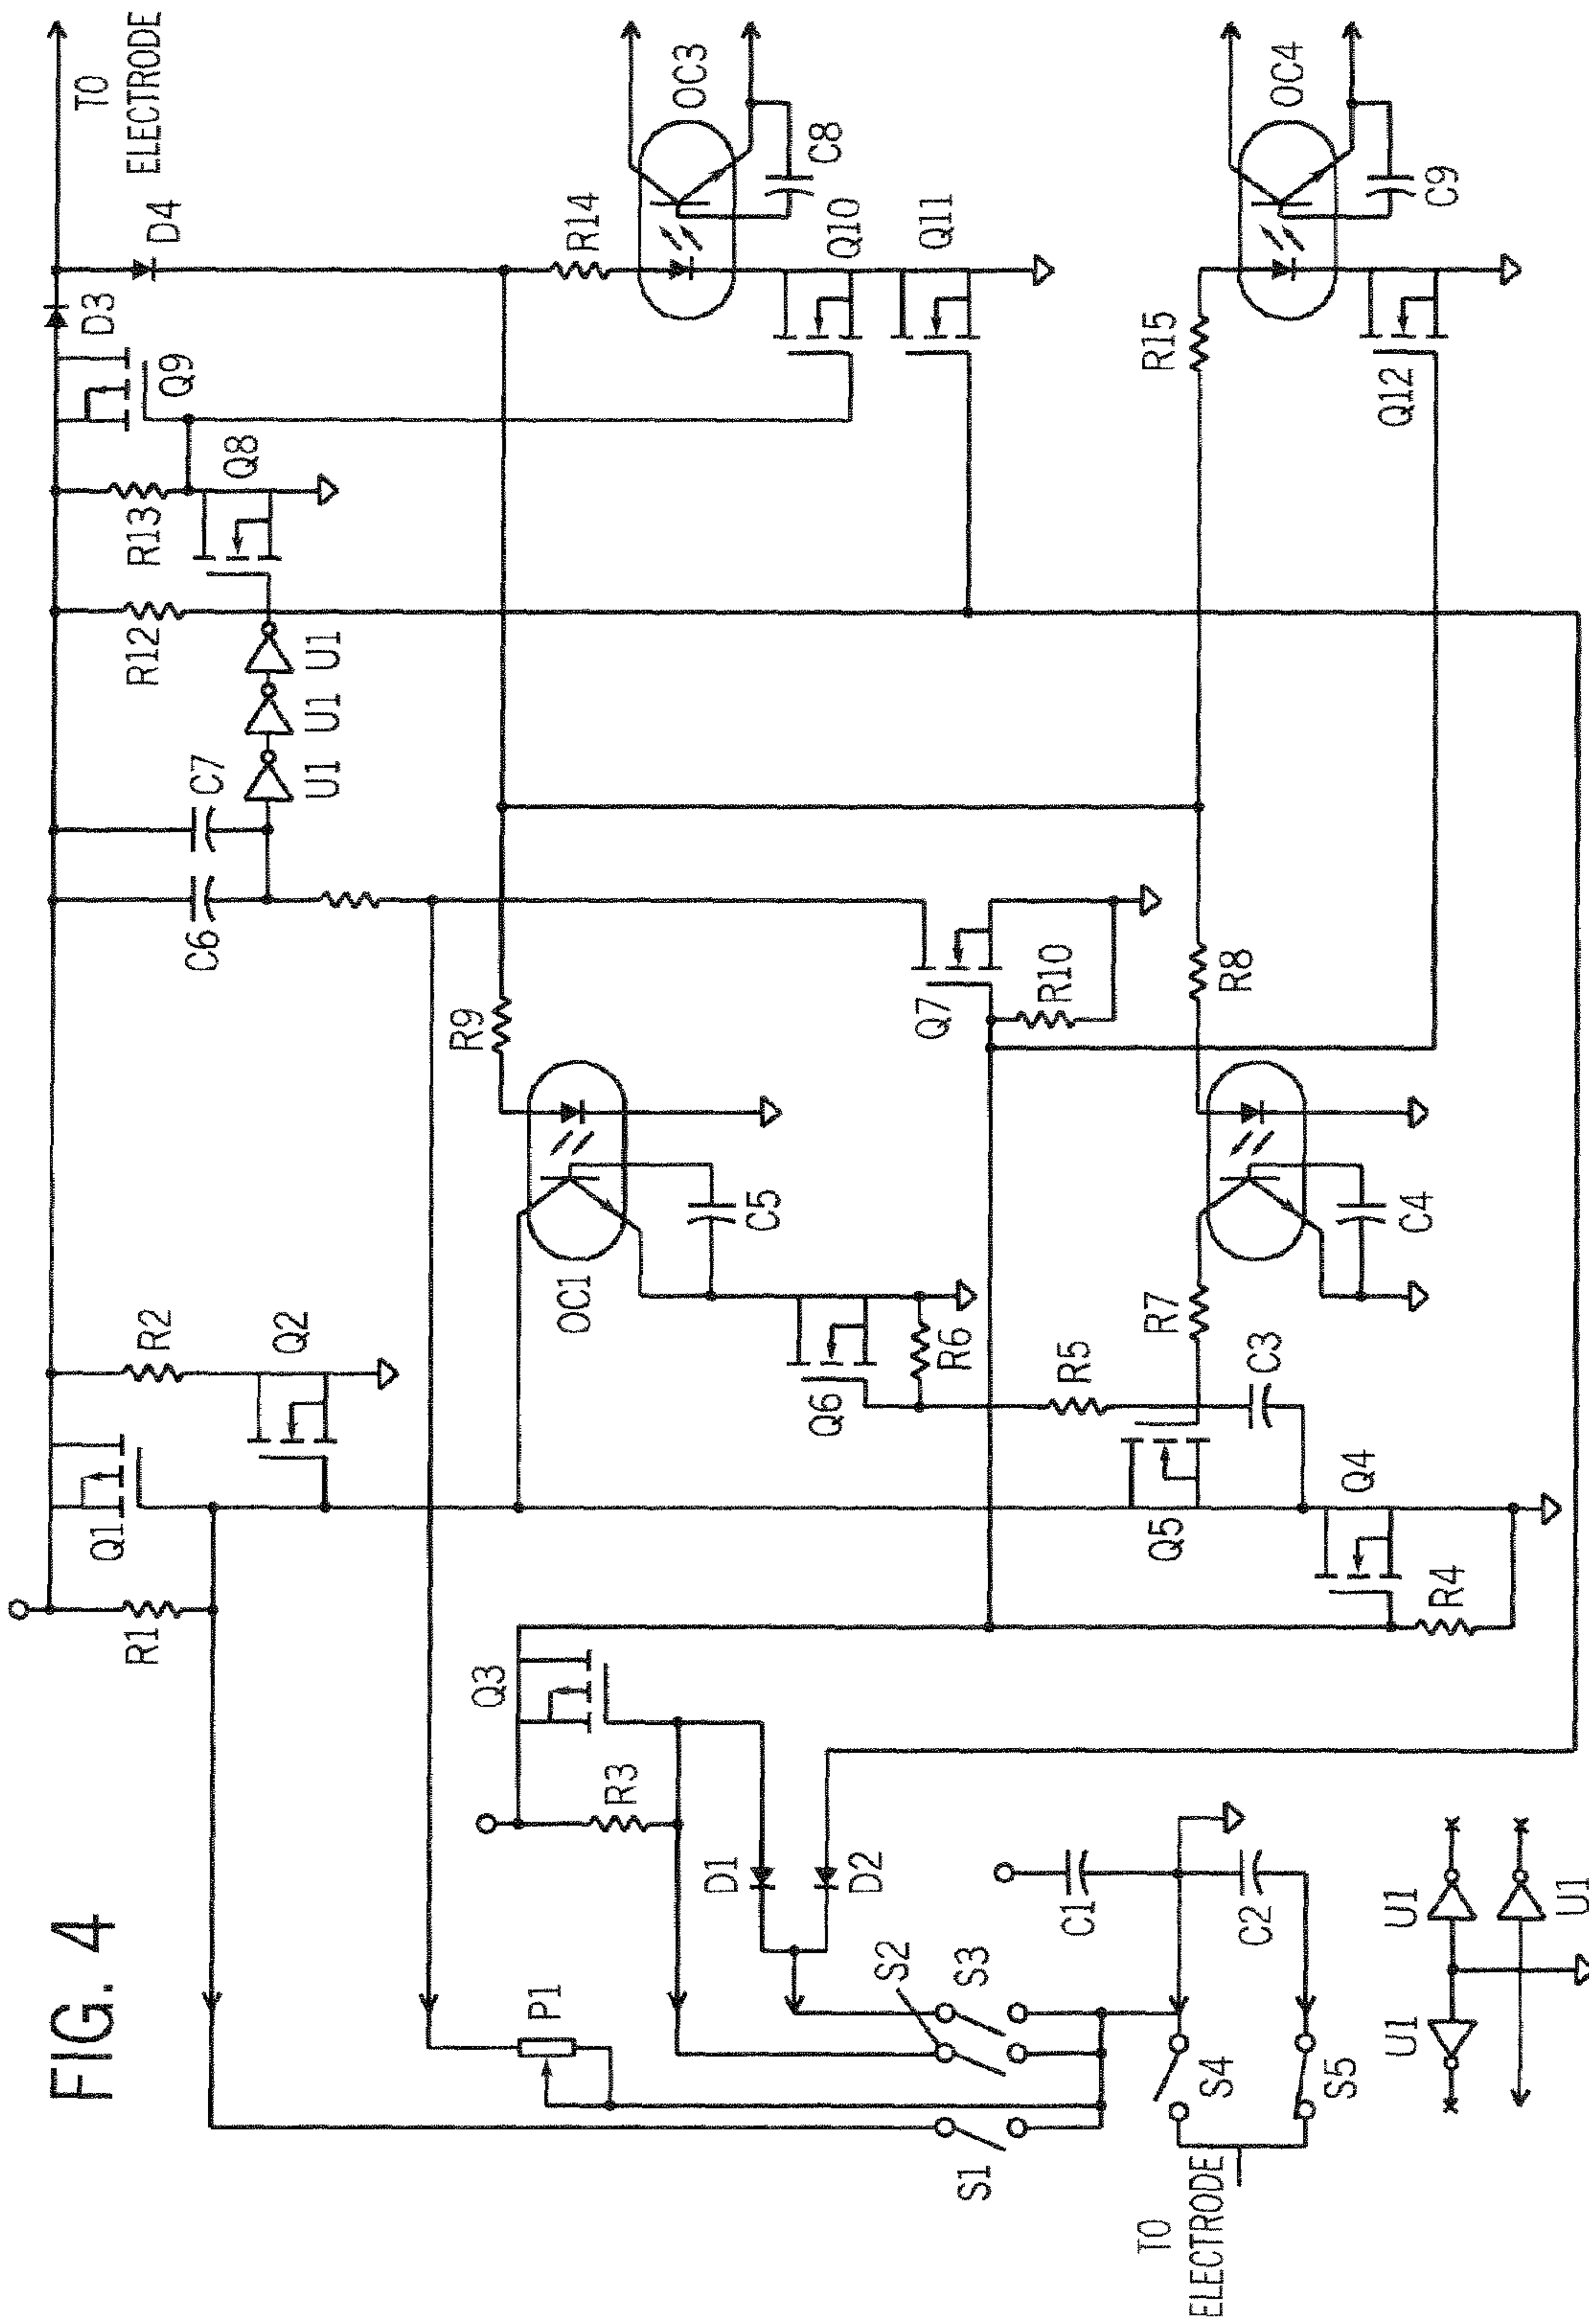 FIG. 4
TO
ELECTRODE
D4
D3
Q9
Q8
R13
R12
U1
U1
U1
C7
C6
R14
OC3
C8
Q10
Q11
OC4
C9
R15
Q12
R9
Q7
R10
R8
OC1
C5
C4
R2
Q2
Q1
R1
Q6
R6
R5
R7
C3
Q5
Q4
R4
Q3
R3
D1
D2
P1
S2
S3
S1
C1
C2
S4
S5
TO
ELECTRODE
U1
U1
U1